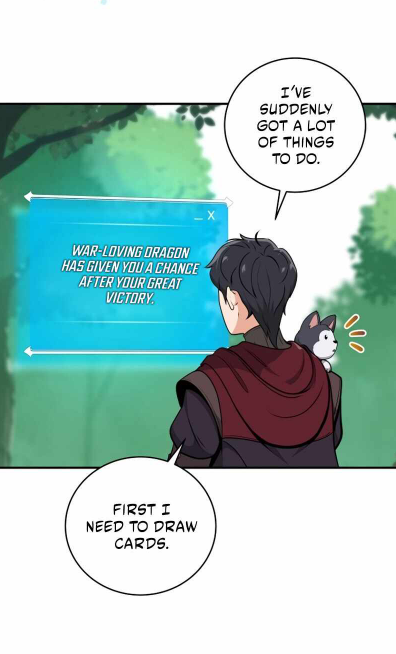 I'VE
SUDDENLY
GOT A LOT
OF THINGS
TO DO.
_ X
WAR-LOVING DRAGON
HAS GIVEN YOU A CHANCE
AFTER YOUR GREAT
VICTORY.
FIRST I
NEED TO DRAW
CARDS.